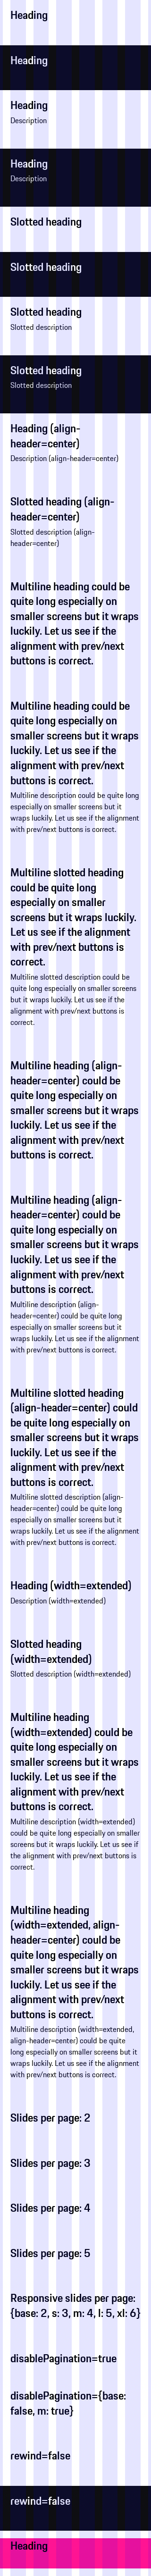 Heading
Heading
Heading
Description
Heading
Description
Slotted heading
Slotted heading
Slotted heading
Slotted description
Slotted heading
Slotted description
Heading (align-
header=center)
Description (align-header=center)
Slotted heading (align-
header=center)
Slotted description (align-
header=center)
Multiline heading could be
quite long especially on
smaller screens but it wraps
luckily. Let us see if the
alignment with prev/next
buttons is correct.
Multiline heading could be
quite long especially on
smaller screens but it wraps
luckily. Let us see if the
alignment with prev/next
buttons is correct.
Multiline description could be quite long
especially on smaller screens but it
wraps luckily. Let us see if the alignment
with prev/next buttons is correct.
Multiline slotted heading
could be quite long
especially on smaller
screens but it wraps luckily.
Let us see if the alignment
with prev/next buttons is
correct.
Multiline slotted description could be
quite long especially on smaller screens
but it wraps luckily. Let us see if the
alignment with prev/next buttons is
correct.
Multiline heading (align-
header=center) could be
quite long especially on
smaller screens but it wraps
luckily. Let us see if the
alignment with prev/next
buttons is correct.
Multiline heading (align-
header=center) could be
quite long especially on
smaller screens but it wraps
luckily. Let us see if the
alignment with prev/next
buttons is correct.
Multiline description (align-
header=center) could be quite long
especially on smaller screens but it
wraps luckily. Let us see if the alignment
with prev/next buttons is correct.
Multiline slotted heading
(align-header=center) could
be quite long especially on
smaller screens but it wraps
luckily. Let us see if the
alignment with prev/next
buttons is correct.
Multiline slotted description (align-
header=center) could be quite long
especially on smaller screens but it
wraps luckily. Let us see if the alignment
with prev/next buttons is correct.
Heading (width=extended)
Description (width=extended)
Slotted heading
(width=extended)
Slotted description (width=extended)
Multiline heading
(width=extended) could be
quite long especially on
smaller screens but it wraps
luckily. Let us see if the
alignment with prev/next
buttons is correct.
Multiline description (width=extended)
could be quite long especially on smaller
screens but it wraps luckily. Let us see if
the alignment with prev/next buttons is
correct.
Multiline heading
(width=extended, align-
header=center) could be
quite long especially on
smaller screens but it wraps
luckily. Let us see if the
alignment with prev/next
buttons is correct.
Multiline description (width=extended,
align-header=center) could be quite
long especially on smaller screens but it
wraps luckily. Let us see if the alignment
with prev/next buttons is correct.
Slides per page: 2
Slides per page: 3
Slides per page: 4
Slides per page: 5
Responsive slides per page:
{base: 2, s: 3, m: 4, l: 5, xl: 6}
disablePagination=true
disablePagination={base:
false, m: true}
rewind=false
rewind=false
Heading